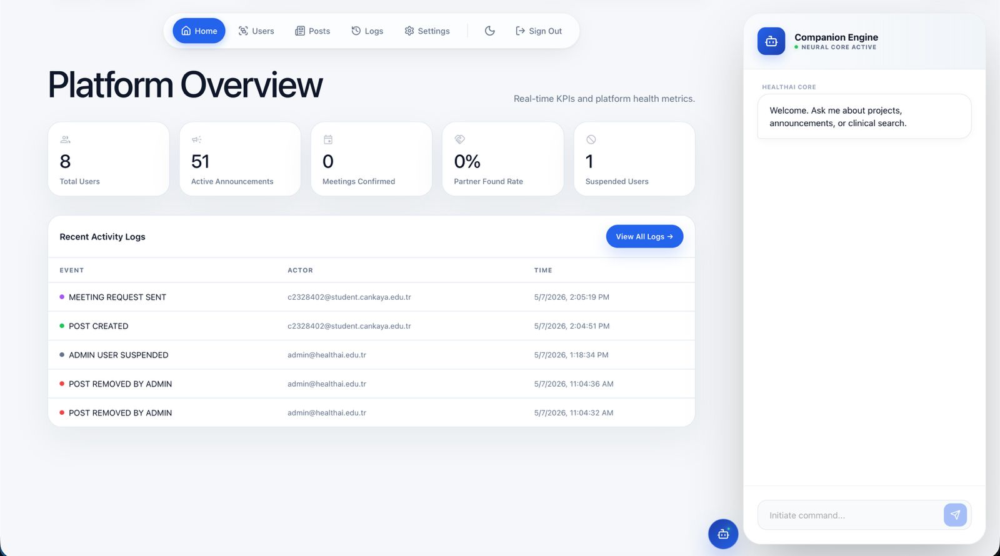 Home Users Posts Logs Settings Sign Out
Platform Overview
Real-time KPIs and platform health metrics.
8
Total Users
51
Active Announcements
0
Meetings Confirmed
0%
Partner Found Rate
1
Suspended Users
Recent Activity Logs
View All Logs →
EVENT ACTOR TIME
MEETING REQUEST SENT c2328402@student.cankaya.edu.tr 5/7/2026, 2:05:19 PM
POST CREATED c2328402@student.cankaya.edu.tr 5/7/2026, 2:04:51 PM
ADMIN USER SUSPENDED admin@healthai.edu.tr 5/7/2026, 1:18:34 PM
POST REMOVED BY ADMIN admin@healthai.edu.tr 5/7/2026, 11:04:36 AM
POST REMOVED BY ADMIN admin@healthai.edu.tr 5/7/2026, 11:04:32 AM
Companion Engine
NEURAL CORE ACTIVE
HEALTHAI CORE
Welcome. Ask me about projects,
announcements, or clinical search.
Initiate command...